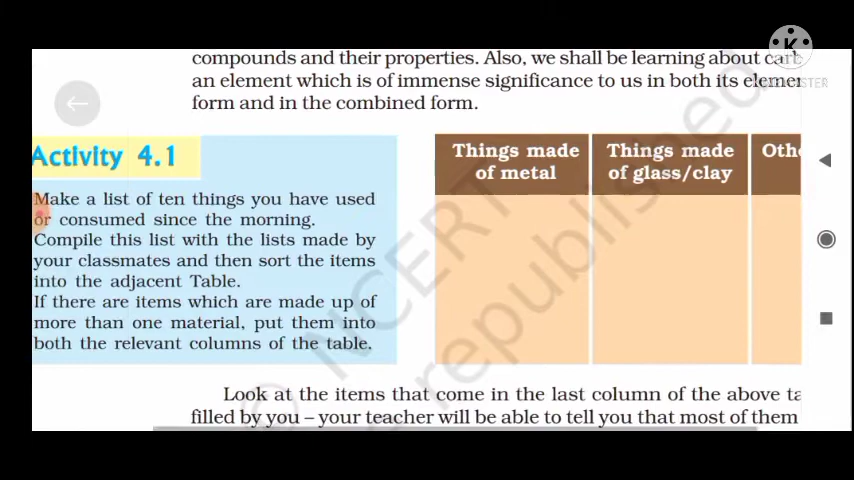 compounds and their properties. Also, we shall be learning about carb
an element which is of immense significance to us in both its elemen
form and in the combined form.
Activity 4.1
Make a list of ten things you have used
or consumed since the morning.
Compile this list with the lists made by
your classmates and then sort the items
into the adjacent Table.
If there are items which are made up of
more than one material, put them into
both the relevant columns of the table.
Things made
of metal
Things made
of glass/clay
Othe
© NCERT
republished
Look at the items that come in the last column of the above ta
filled by you – your teacher will be able to tell you that most of them